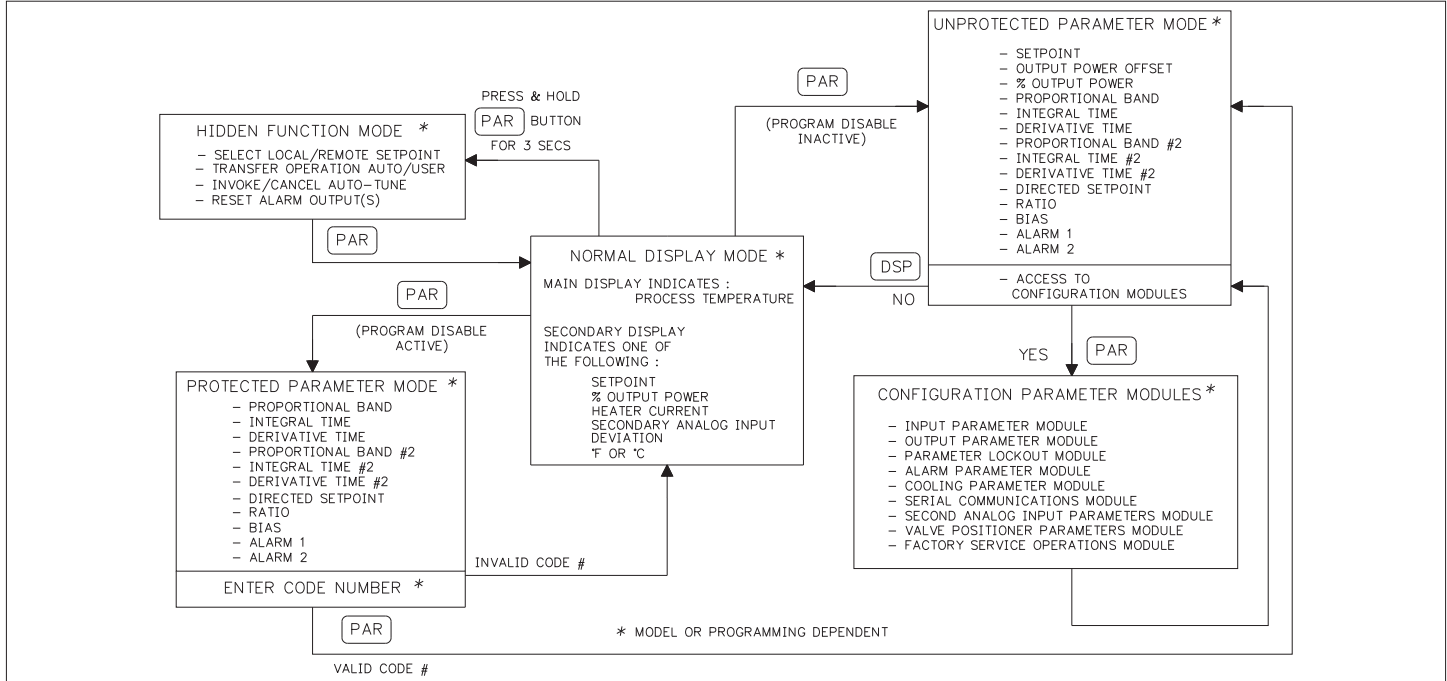 UNPROTECTED PARAMETER MODE *
- SETPOINT
- OUTPUT POWER OFFSET
- % OUTPUT POWER
- PROPORTIONAL BAND
- INTEGRAL TIME
- DERIVATIVE TIME
- PROPORTIONAL BAND #2
- INTEGRAL TIME #2
- DERIVATIVE TIME #2
- DIRECTED SETPOINT
- RATIO
- BIAS
- ALARM 1
- ALARM 2
- ACCESS TO
CONFIGURATION MODULES
PAR
(PROGRAM DISABLE
INACTIVE)
PRESS & HOLD
PAR BUTTON
FOR 3 SECS
HIDDEN FUNCTION MODE *
- SELECT LOCAL/REMOTE SETPOINT
- TRANSFER OPERATION AUTO/USER
- INVOKE/CANCEL AUTO-TUNE
- RESET ALARM OUTPUT(S)
PAR
NORMAL DISPLAY MODE *
MAIN DISPLAY INDICATES :
PROCESS TEMPERATURE
SECONDARY DISPLAY
INDICATES ONE OF
THE FOLLOWING :
SETPOINT
% OUTPUT POWER
HEATER CURRENT
SECONDARY ANALOG INPUT
DEVIATION
°F OR °C
DSP
NO
PAR
(PROGRAM DISABLE
ACTIVE)
YES
PAR
PROTECTED PARAMETER MODE *
- PROPORTIONAL BAND
- INTEGRAL TIME
- DERIVATIVE TIME
- PROPORTIONAL BAND #2
- INTEGRAL TIME #2
- DERIVATIVE TIME #2
- DIRECTED SETPOINT
- RATIO
- BIAS
- ALARM 1
- ALARM 2
ENTER CODE NUMBER *
INVALID CODE #
CONFIGURATION PARAMETER MODULES *
- INPUT PARAMETER MODULE
- OUTPUT PARAMETER MODULE
- PARAMETER LOCKOUT MODULE
- ALARM PARAMETER MODULE
- COOLING PARAMETER MODULE
- SERIAL COMMUNICATIONS MODULE
- SECOND ANALOG INPUT PARAMETERS MODULE
- VALVE POSITIONER PARAMETERS MODULE
- FACTORY SERVICE OPERATIONS MODULE
PAR
* MODEL OR PROGRAMMING DEPENDENT
VALID CODE #